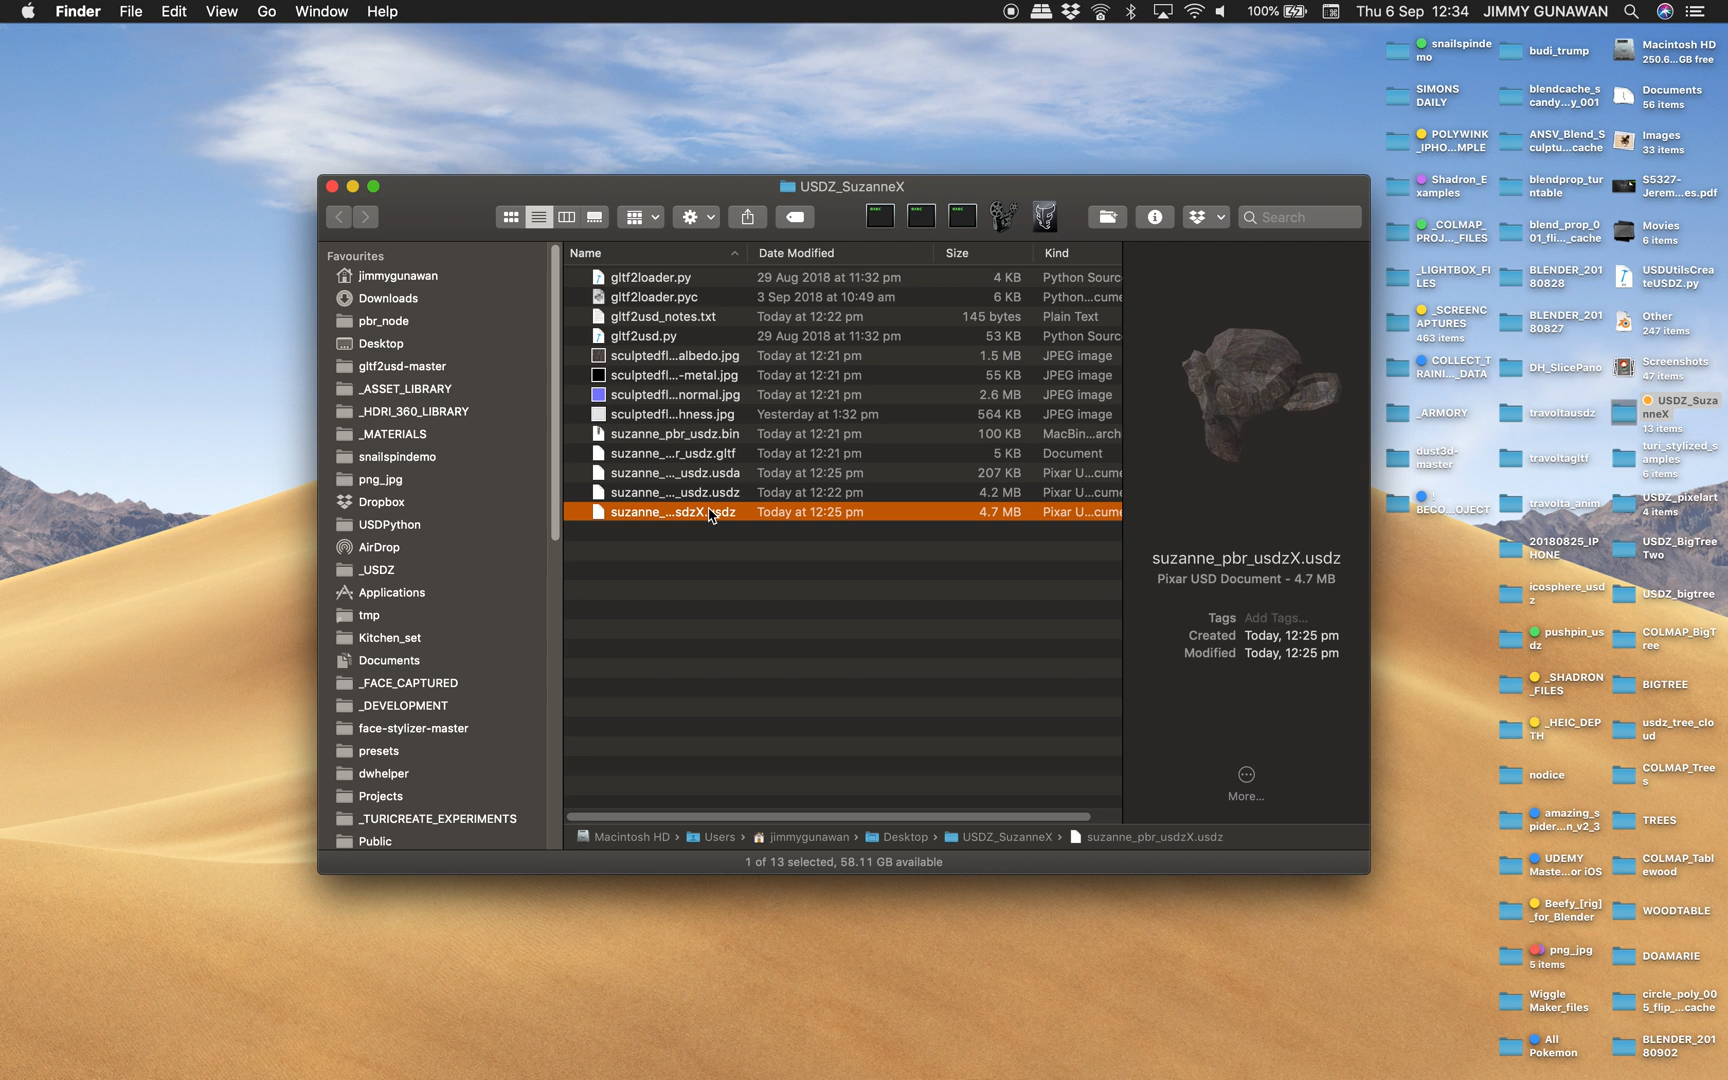 Finder File Edit View Go Window Help
100% Thu 6 Sep 12:34 JIMMY GUNAWAN
USDZ_SuzanneX
Search
Favourites
jimmygunawan
Downloads
pbr_node
Desktop
gltf2usd-master
_ASSET_LIBRARY
_HDRI_360_LIBRARY
_MATERIALS
snailspindemo
png_jpg
Dropbox
USDPython
AirDrop
_USDZ
Applications
tmp
Kitchen_set
Documents
_FACE_CAPTURED
_DEVELOPMENT
face-stylizer-master
presets
dwhelper
Projects
_TURICREATE_EXPERIMENTS
Public
Name Date Modified Size Kind
gltf2loader.py 29 Aug 2018 at 11:32 pm 4 KB Python Sourc
gltf2loader.pyc 3 Sep 2018 at 10:49 am 6 KB Python...cume
gltf2usd_notes.txt Today at 12:22 pm 145 bytes Plain Text
gltf2usd.py 29 Aug 2018 at 11:32 pm 53 KB Python Sourc
sculptedfl...albedo.jpg Today at 12:21 pm 1.5 MB JPEG image
sculptedfl...-metal.jpg Today at 12:21 pm 55 KB JPEG image
sculptedfl...normal.jpg Today at 12:21 pm 2.6 MB JPEG image
sculptedfl...hness.jpg Yesterday at 1:32 pm 564 KB JPEG image
suzanne_pbr_usdz.bin Today at 12:21 pm 100 KB MacBin...arch
suzanne_...r_usdz.gltf Today at 12:21 pm 5 KB Document
suzanne_..._usdz.usda Today at 12:25 pm 207 KB Pixar U...cume
suzanne_..._usdz.usdz Today at 12:22 pm 4.2 MB Pixar U...cume
suzanne_...sdzX.usdz Today at 12:25 pm 4.7 MB Pixar U...cume
suzanne_pbr_usdzX.usdz
Pixar USD Document - 4.7 MB
Tags Add Tags...
Created Today, 12:25 pm
Modified Today, 12:25 pm
More...
Macintosh HD › Users › jimmygunawan › Desktop › USDZ_SuzanneX › suzanne_pbr_usdzX.usdz
1 of 13 selected, 58.11 GB available
snailspinde
mo
SIMONS
DAILY
POLYWINK
_IPHO...MPLE
Shadron_E
xamples
_COLMAP_
PROJ..._FILES
_LIGHTBOX_FI
LES
_SCREENC
APTURES
463 items
COLLECT_T
RAINI..._DATA
_ARMORY
dust3d-
master
!
BECO...OJECT
budi_trump
blendcache_s
candy...y_001
ANSV_Blend_S
culptu...cache
blendprop_tur
ntable
blend_prop_0
01_fli..._cache
BLENDER_201
80828
BLENDER_201
80827
DH_SlicePano
travoltausdz
travoltagltf
travolta_anim
20180825_IP
HONE
icosphere_usd
z
pushpin_us
dz
_SHADRON
_FILES
_HEIC_DEP
TH
nodice
amazing_s
pider...n_v2_3
UDEMY
Maste...or iOS
Beefy_[rig]
_for_Blender
png_jpg
5 items
Wiggle
Maker_files
All
Pokemon
Macintosh HD
250.6...GB free
Documents
56 items
Images
33 items
S5327-
Jerem...es.pdf
Movies
6 items
USDUtilsCrea
teUSDZ.py
Other
247 items
Screenshots
47 items
USDZ_Suza
nneX
13 items
turi_stylized_s
amples
6 items
USDZ_pixelart
4 items
USDZ_BigTree
Two
USDZ_bigtree
COLMAP_BigT
ree
BIGTREE
usdz_tree_clo
ud
COLMAP_Tree
s
TREES
COLMAP_Tabl
ewood
WOODTABLE
DOAMARIE
circle_poly_00
5_flip_...cache
BLENDER_201
80902